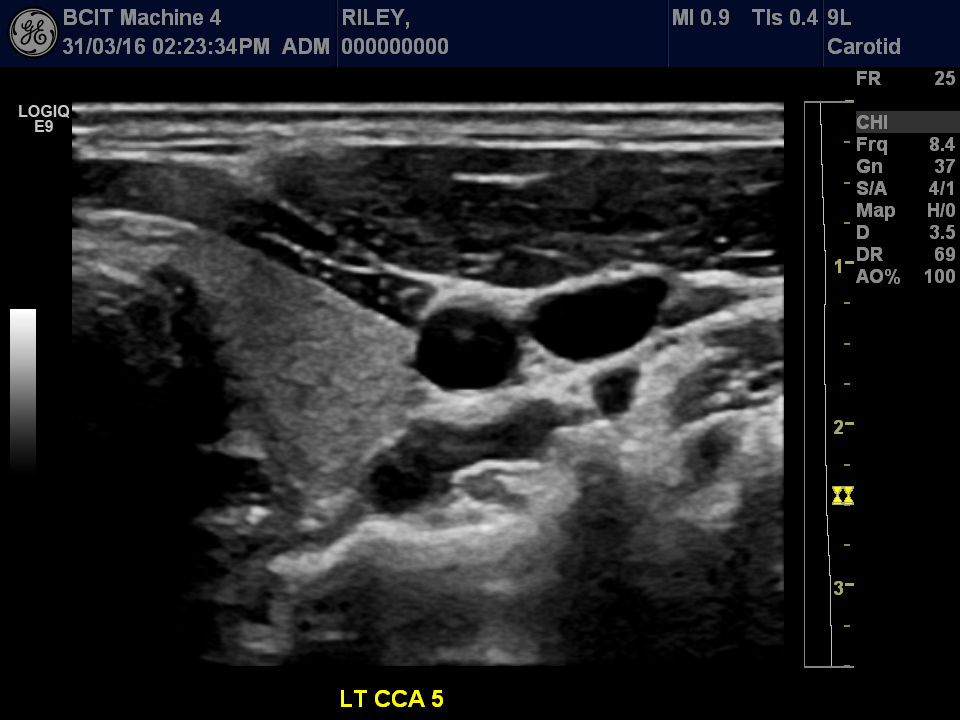 BCIT Machine 4
31/03/16 02:23:34PM ADM
RILEY,
000000000
MI 0.9 TIs 0.4
9L
Carotid
LOGIQ
E9
FR 25
CHI
Frq 8.4
Gn 37
S/A 4/1
Map H/0
D 3.5
DR 69
AO% 100
1
2
3
LT CCA 5